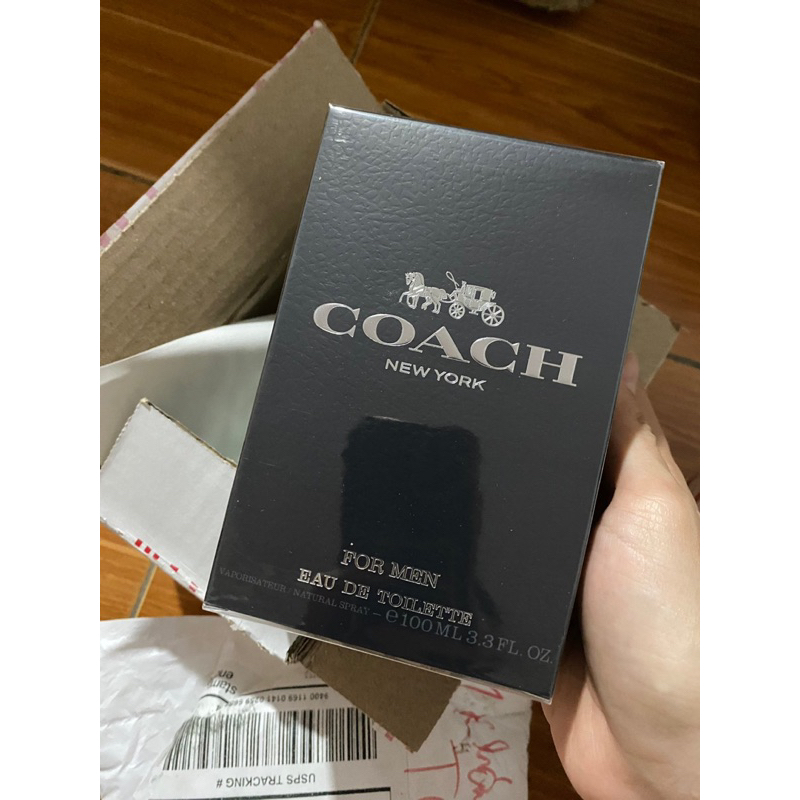 COACH
NEW YORK
FOR MEN
EAU DE TOILETTE
VAPORISATEUR / NATURAL SPRAY – ℮100 ML 3.3 FL. OZ.
USPS TRACKING #